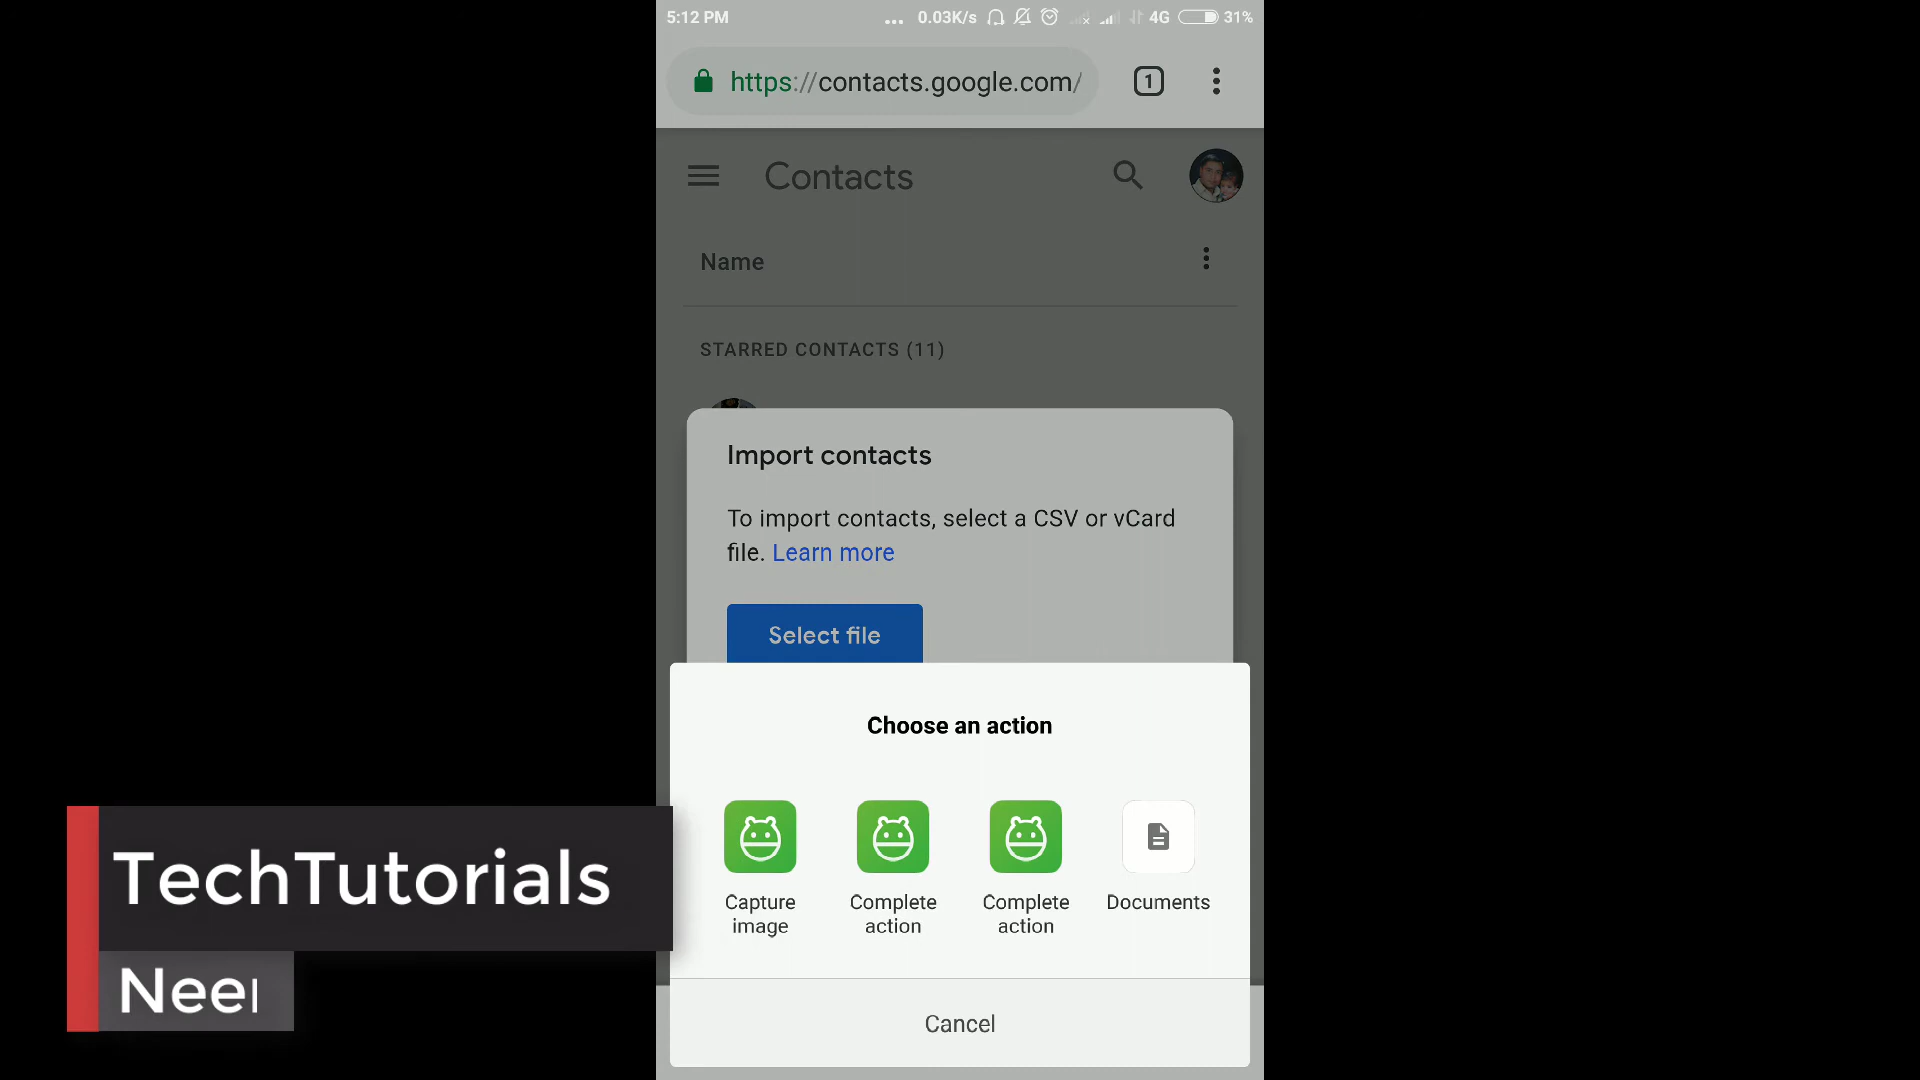 5:12 PM
... 0.03K/s 4G 31%
https://contacts.google.com/
1
Contacts
Name
STARRED CONTACTS (11)
Import contacts
To import contacts, select a CSV or vCard
file. Learn more
Select file
Choose an action
Capture
image
Complete
action
Complete
action
Documents
Cancel
TechTutorials